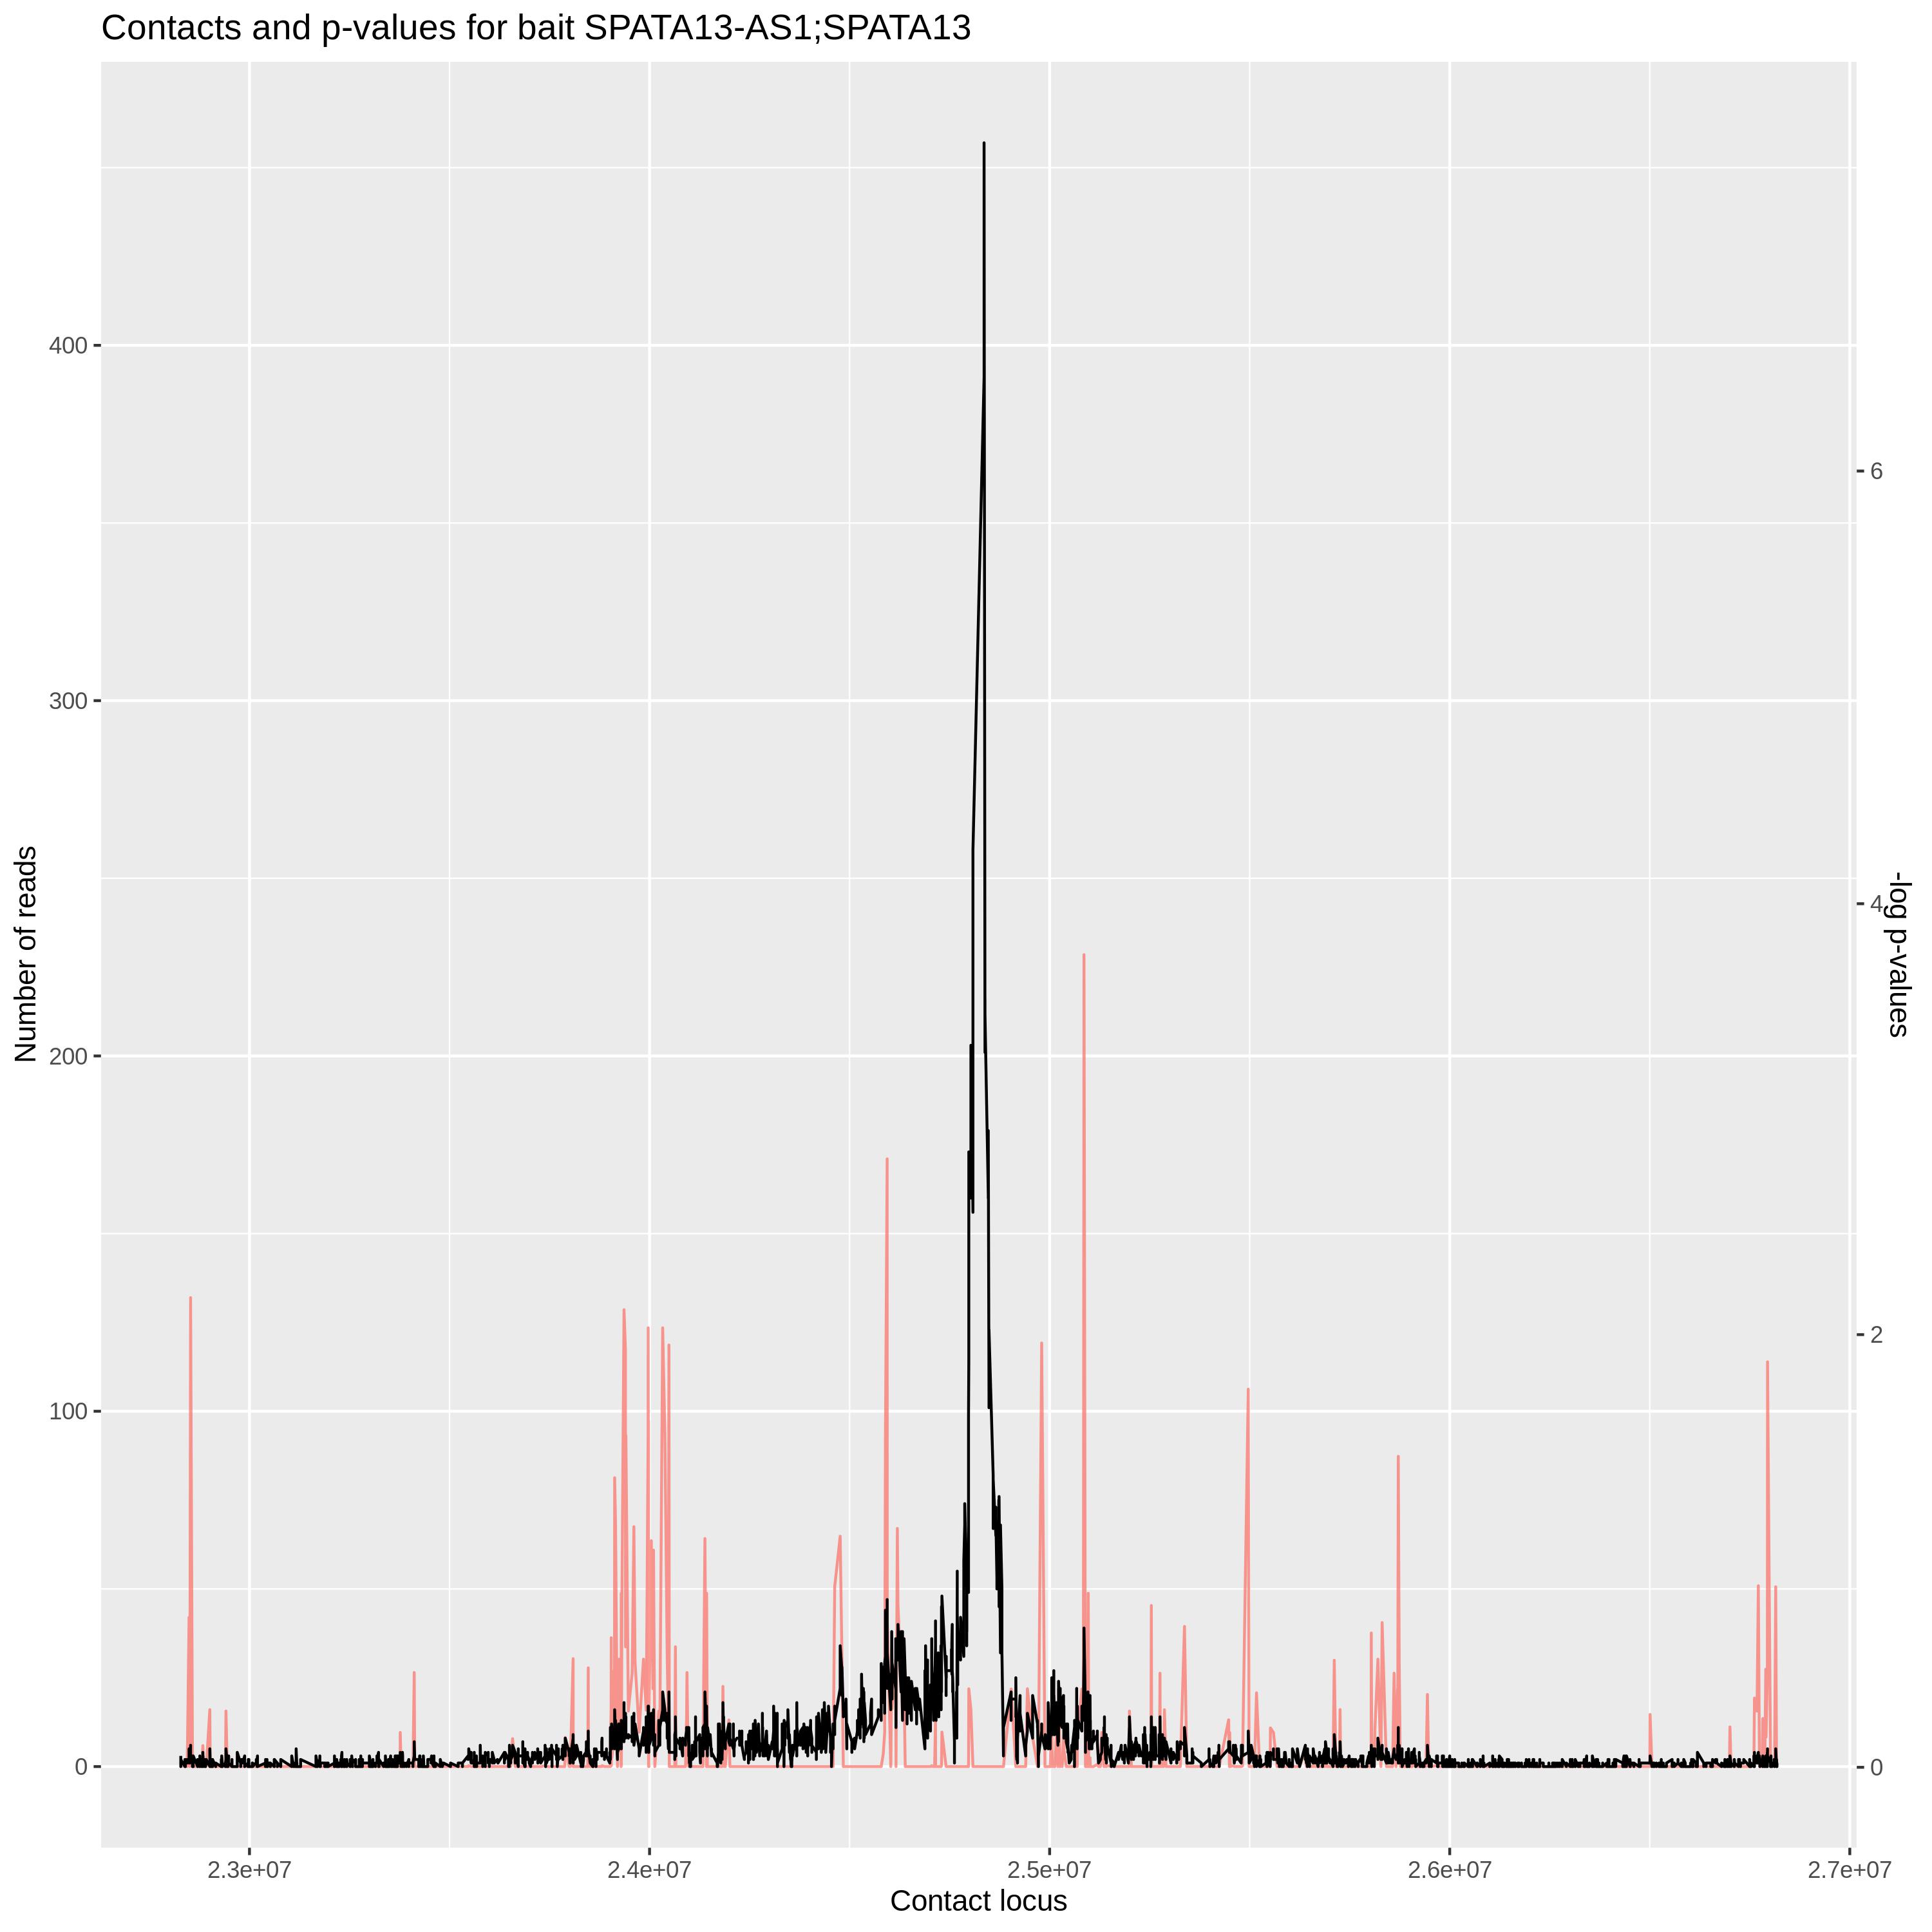 Contacts and p-values for bait SPATA13-AS1;SPATA13
400
300
200
100
0
Number of reads
6
4
2
0
-log p-values
2.3e+07 2.4e+07 2.5e+07 2.6e+07 2.7e+07
Contact locus